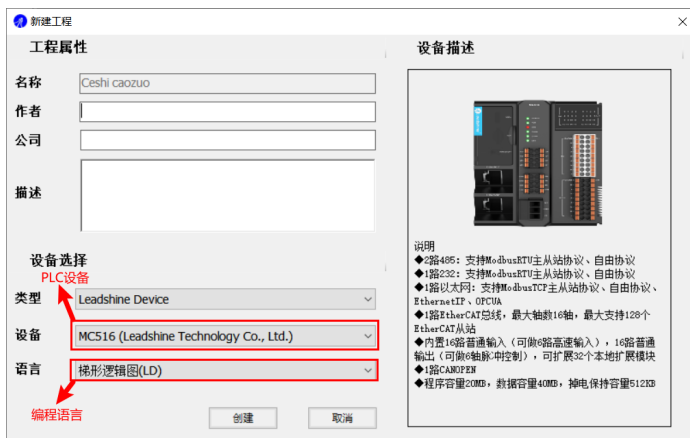 新建工程
工程属性
设备描述
名称
Ceshi caozuo
作者
公司
描述
说明
◆2路485: 支持ModbusRTU主从站协议、自由协议
◆1路232: 支持ModbusRTU主从站协议、自由协议
◆1路以太网: 支持ModbusTCP主从站协议、自由协议、
EthernetIP、OPCUA
◆1路EtherCAT总线, 最大轴数16轴, 最大支持128个
EtherCAT从站
◆内置16路普通输入（可做6路高速输入）, 16路普通
输出（可做6轴脉冲控制）, 可扩展32个本地扩展模块
◆1路CANOPEN
◆程序容量20MB, 数据容量40MB, 掉电保持容量512KB
设备选择
PLC设备
类型
Leadshine Device
设备
MC516 (Leadshine Technology Co., Ltd.)
语言
梯形逻辑图(LD)
编程语言
创建
取消